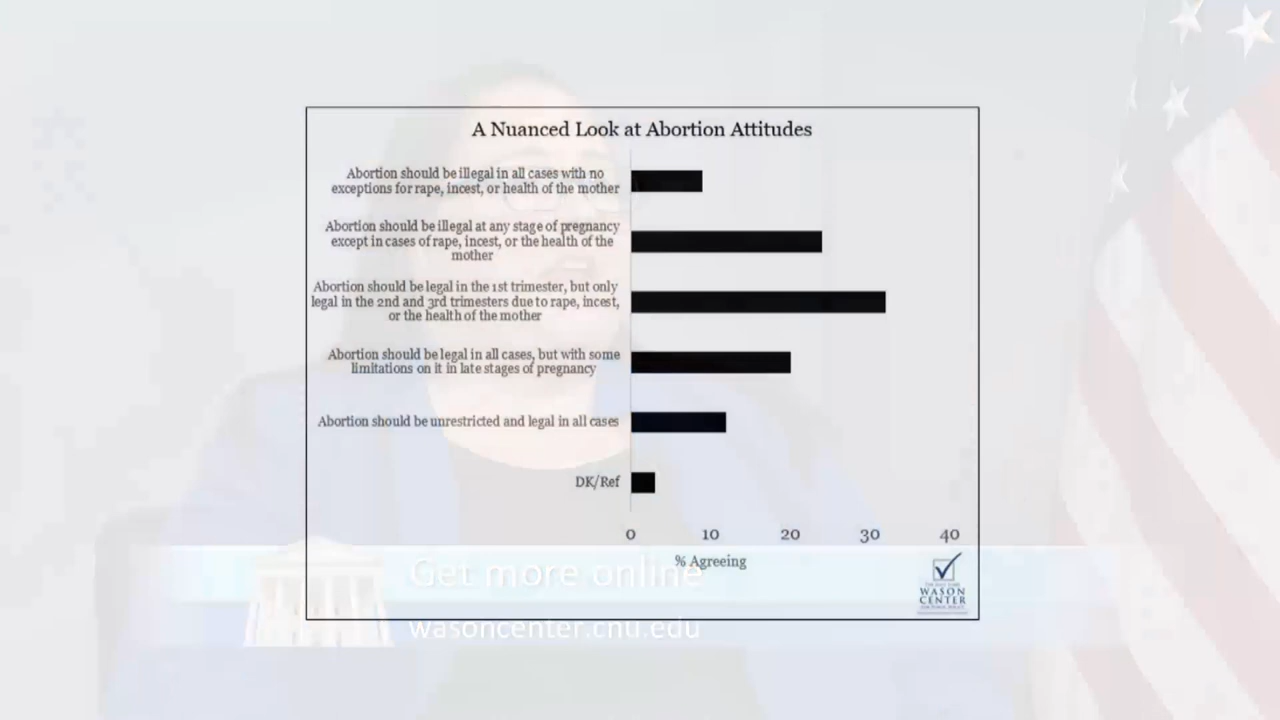 A Nuanced Look at Abortion Attitudes
Abortion should be illegal in all cases with no
exceptions for rape, incest, or health of the mother
Abortion should be illegal at any stage of pregnancy
except in cases of rape, incest, or the health of the
mother
Abortion should be legal in the 1st trimester, but only
legal in the 2nd and 3rd trimesters due to rape, incest,
or the health of the mother
Abortion should be legal in all cases, but with some
limitations on it in late stages of pregnancy
Abortion should be unrestricted and legal in all cases
DK/Ref
0 10 20 30 40
% Agreeing
WASON
CENTER
Get more online
wasoncenter.cnu.edu